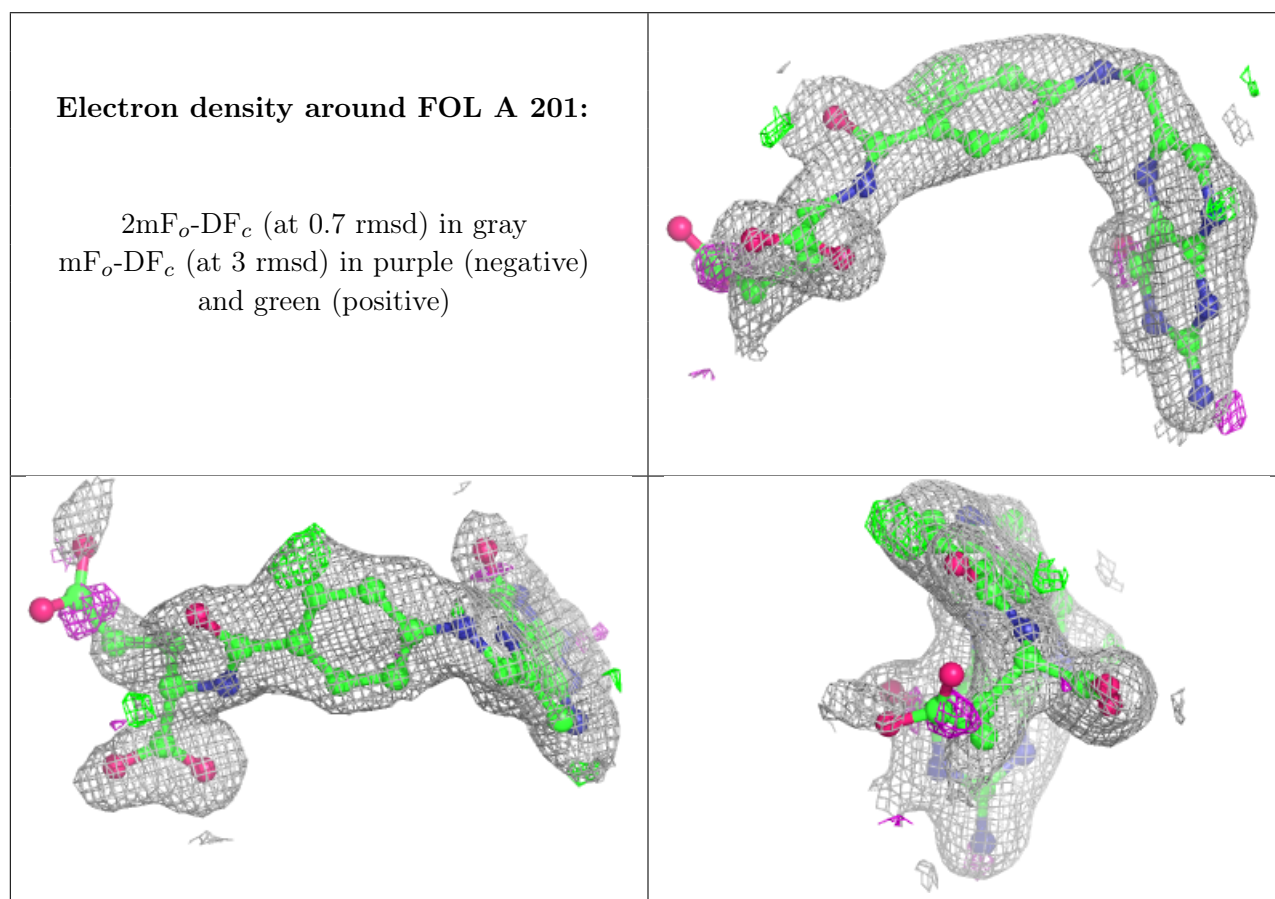 Electron density around FOL A 201:
2mFo-DFc (at 0.7 rmsd) in gray
mFo-DFc (at 3 rmsd) in purple (negative)
and green (positive)